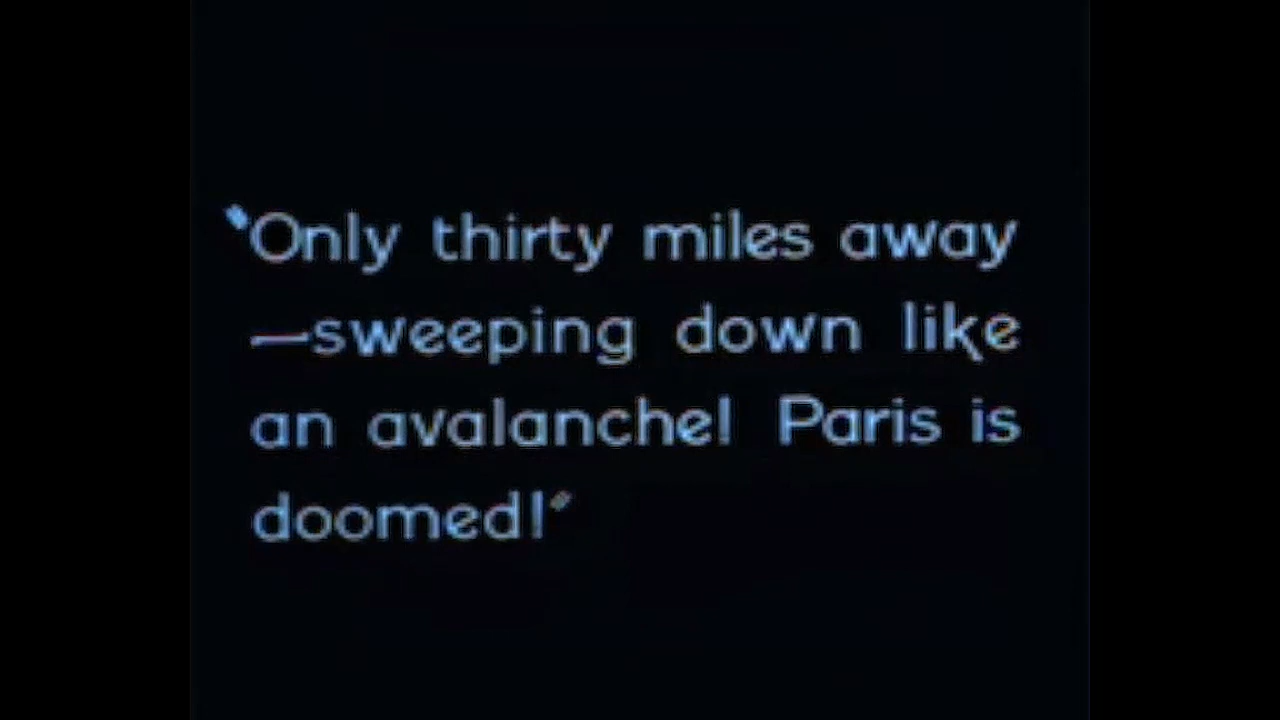 "Only thirty miles away
—sweeping down like
an avalanche! Paris is
doomed!"